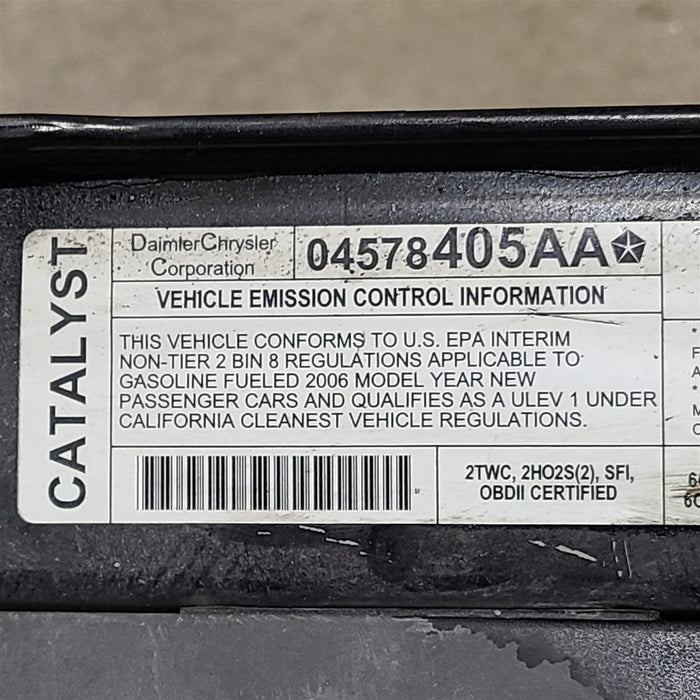 CATALYST
DaimlerChrysler
Corporation
04578405AA
VEHICLE EMISSION CONTROL INFORMATION
THIS VEHICLE CONFORMS TO U.S. EPA INTERIM
NON-TIER 2 BIN 8 REGULATIONS APPLICABLE TO
GASOLINE FUELED 2006 MODEL YEAR NEW
PASSENGER CARS AND QUALIFIES AS A ULEV 1 UNDER
CALIFORNIA CLEANEST VEHICLE REGULATIONS.
2TWC, 2HO2S(2), SFI,
OBDII CERTIFIED